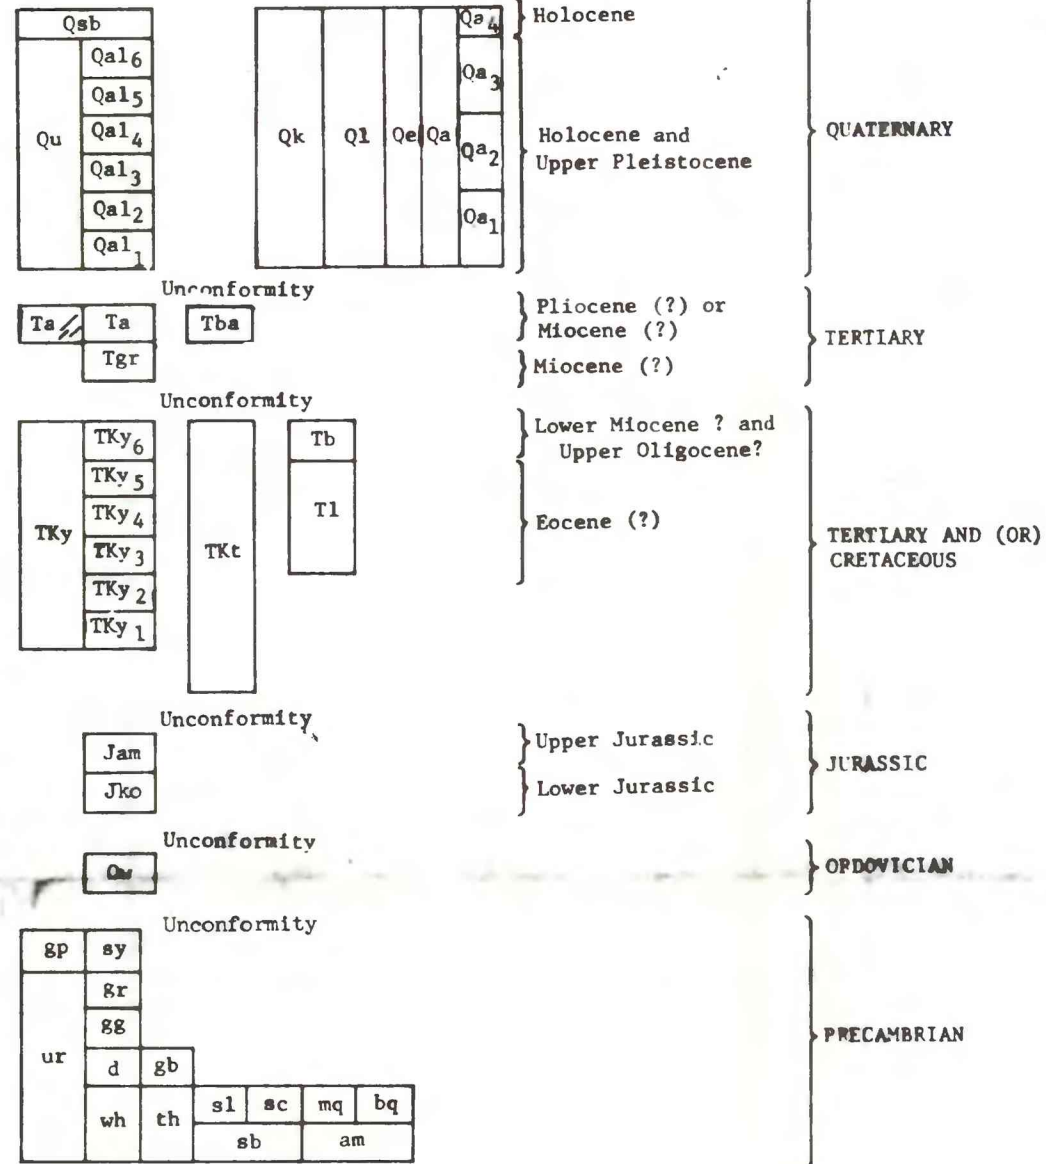 Qsb
Qa4
Holocene
Qal6
Qal5
Qal4
Qal3
Qal2
Qal1
Qu
Qk
Ql
Qe
Qa
Qa3
Qa2
Qa1
Holocene and
Upper Pleistocene
QUATERNARY
Unconformity
Ta
Ta
Tba
Pliocene (?) or
Miocene (?)
Tgr
Miocene (?)
TERTIARY
Unconformity
TKy
TKy6
TKy5
TKy4
TKy3
TKy2
TKy1
TKt
Tb
Tl
Lower Miocene ? and
Upper Oligocene?
Eocene (?)
TERTIARY AND (OR)
CRETACEOUS
Unconformity
Jam
Upper Jurassic
Jko
Lower Jurassic
JURASSIC
Unconformity
Ow
ORDOVICIAN
Unconformity
gp
sy
gr
gg
ur
d
gb
wh
th
sl
sc
mq
bq
sb
am
PRECAMBRIAN